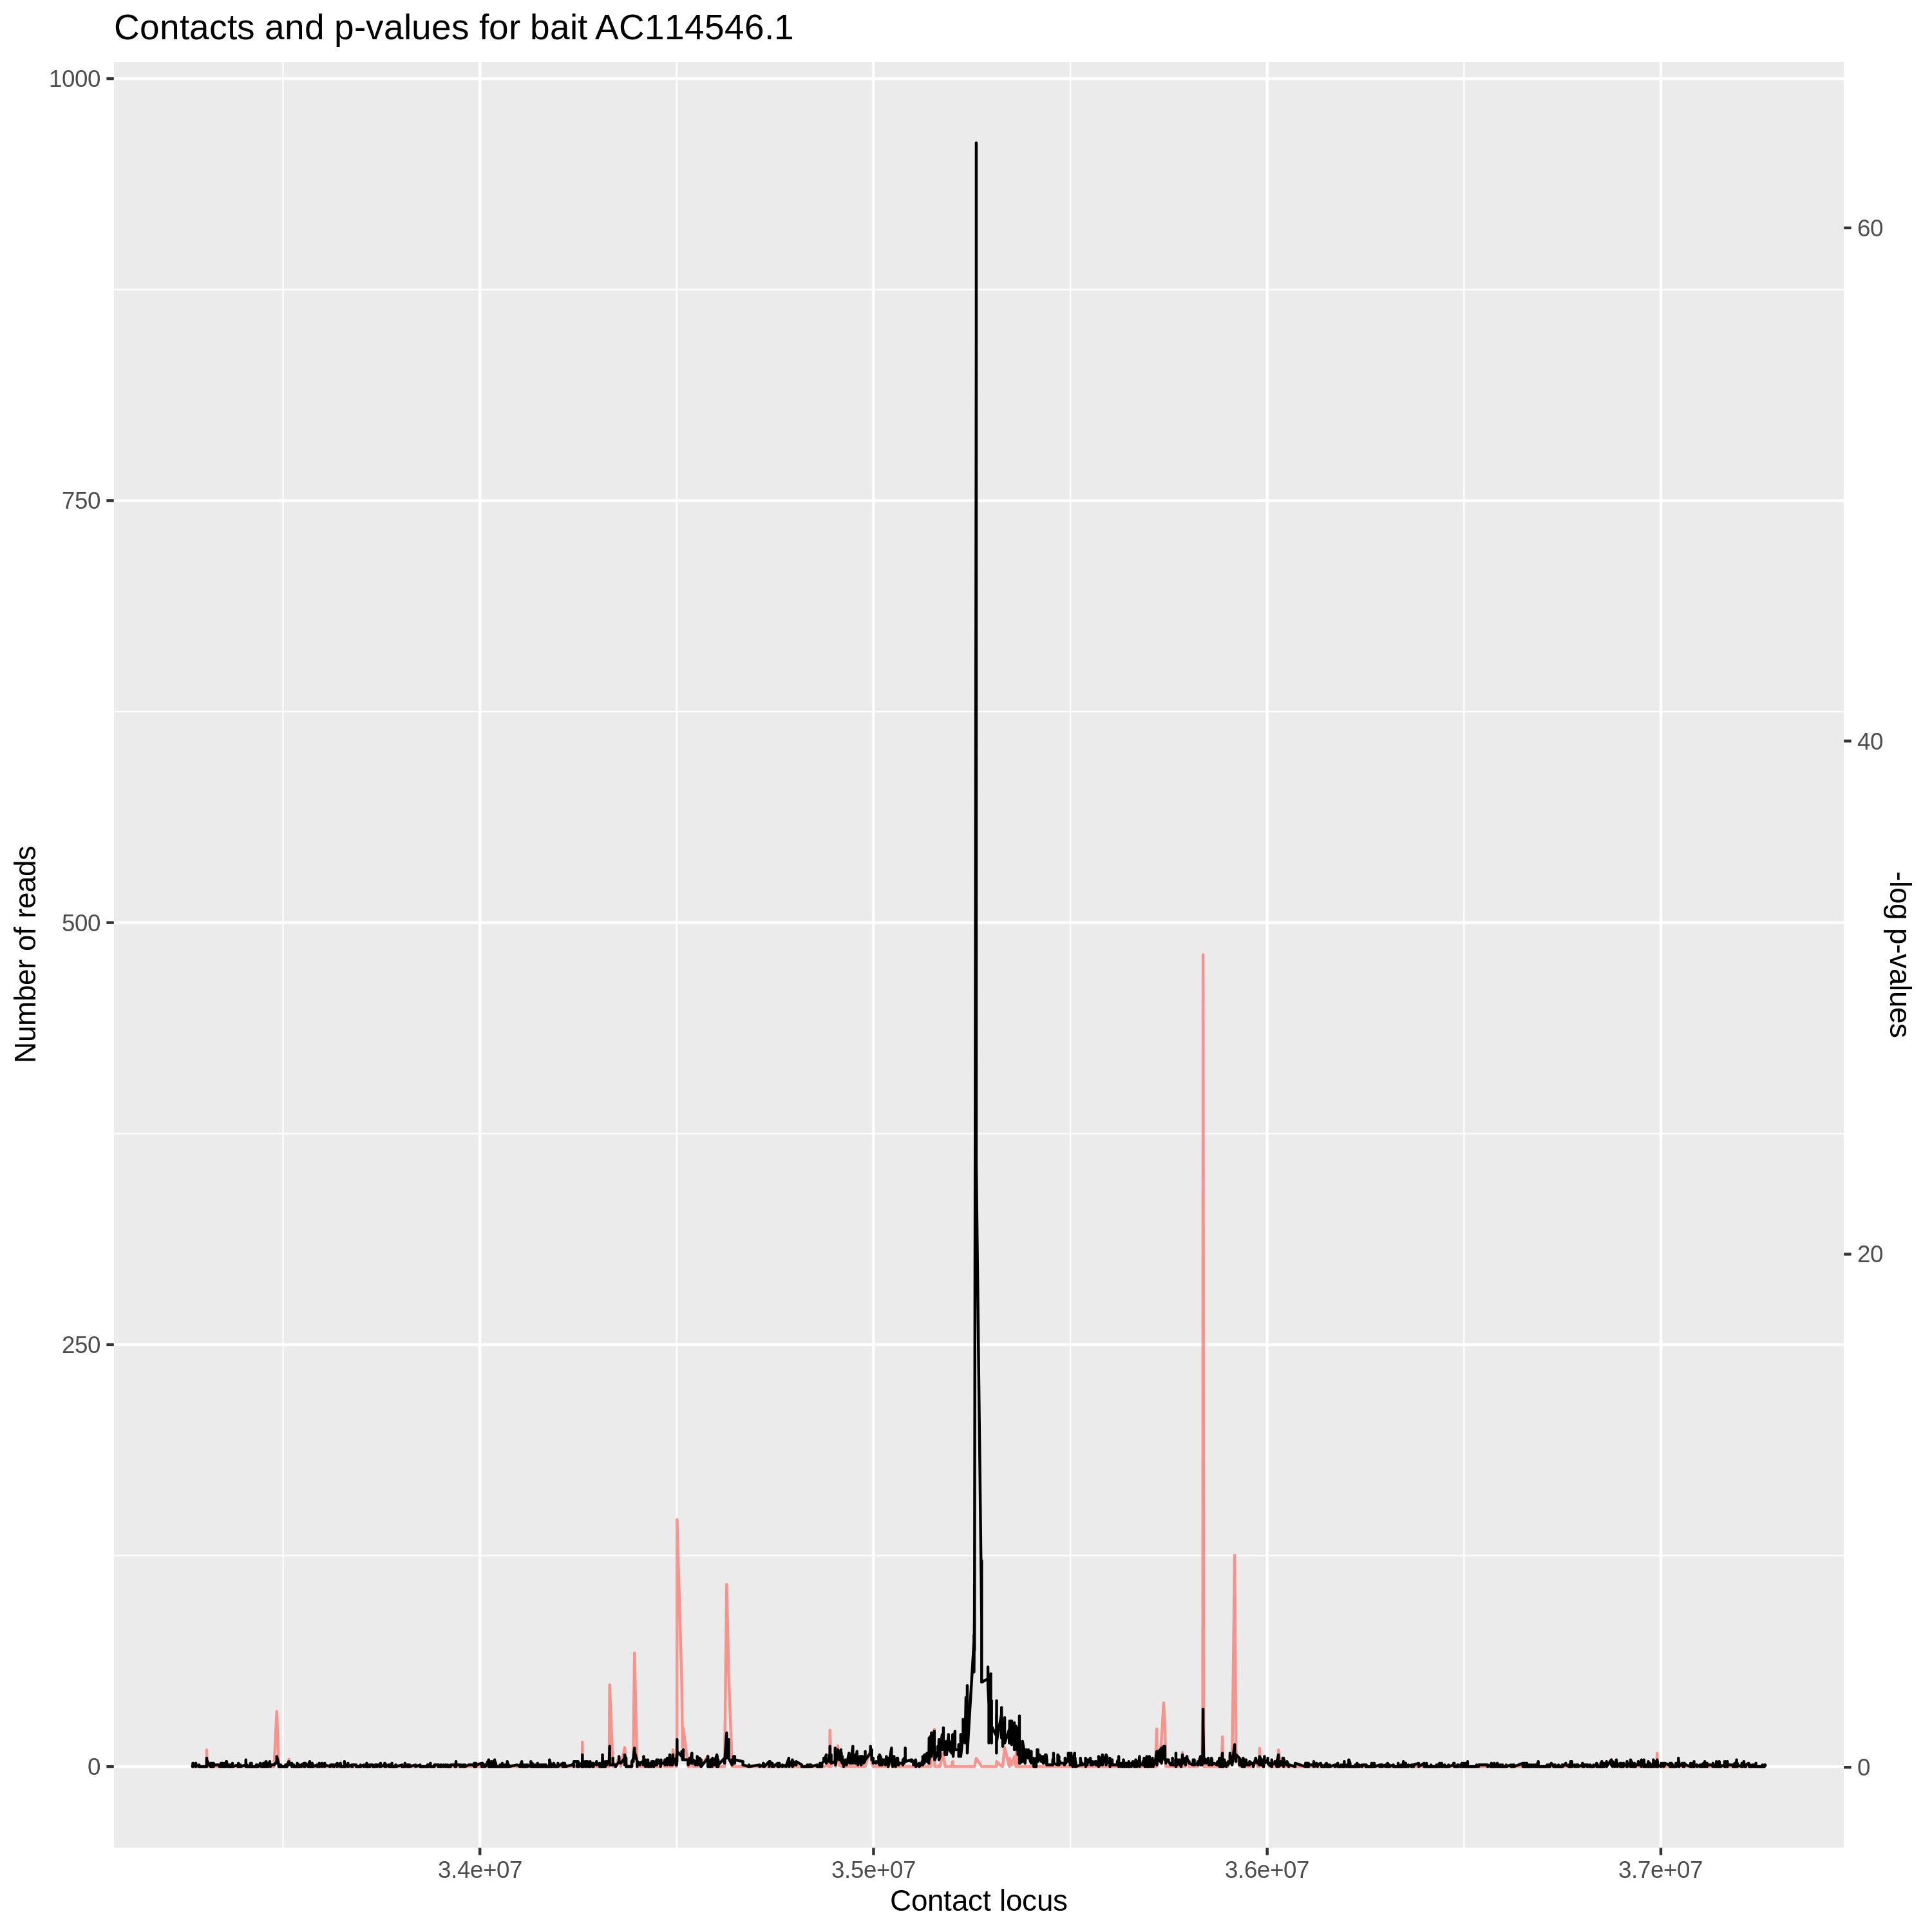 Contacts and p-values for bait AC114546.1
1000
750
500
250
0
Number of reads
60
40
20
0
-log p-values
3.4e+07 3.5e+07 3.6e+07 3.7e+07
Contact locus